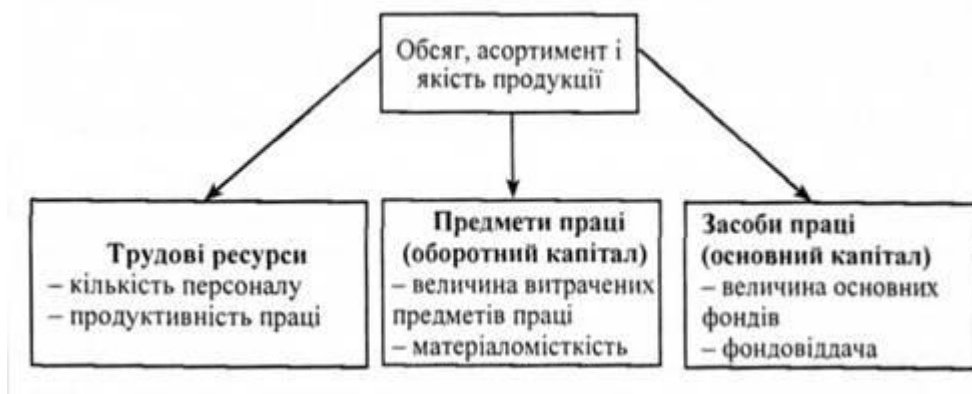 Обсяг, асортимент і
якість продукції
Трудові ресурси
– кількість персоналу
– продуктивність праці
Предмети праці
(оборотний капітал)
– величина витрачених
предметів праці
– матеріаломісткість
Засоби праці
(основний капітал)
– величина основних
фондів
– фондовіддача